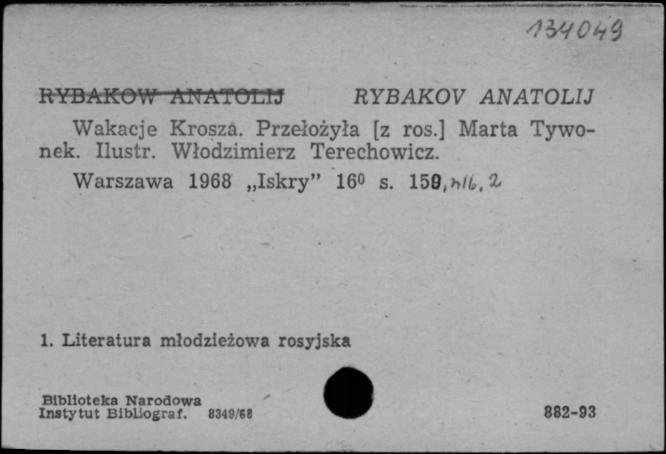 134049
RYBAKOW ANATOLIJ RYBAKOV ANATOLIJ
Wakacje Krosza. Przełożyła [z ros.] Marta Tywo-
nek. Ilustr. Włodzimierz Terechowicz.
Warszawa 1968 „Iskry” 16⁰ s. 159, nlb. 2
1. Literatura młodzieżowa rosyjska
Biblioteka Narodowa
Instytut Bibliograf. 8349/68
882-93